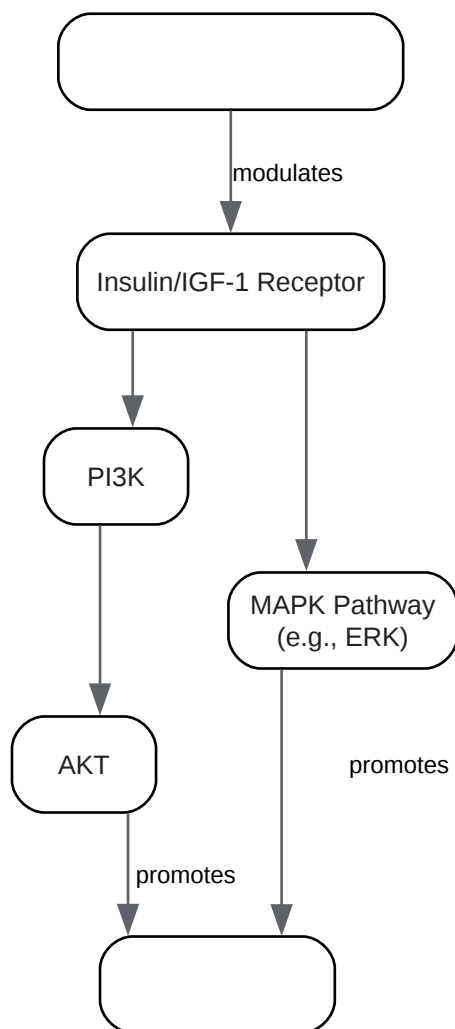 modulates
Insulin/IGF-1 Receptor
PI3K
MAPK Pathway
(e.g., ERK)
AKT
promotes
promotes